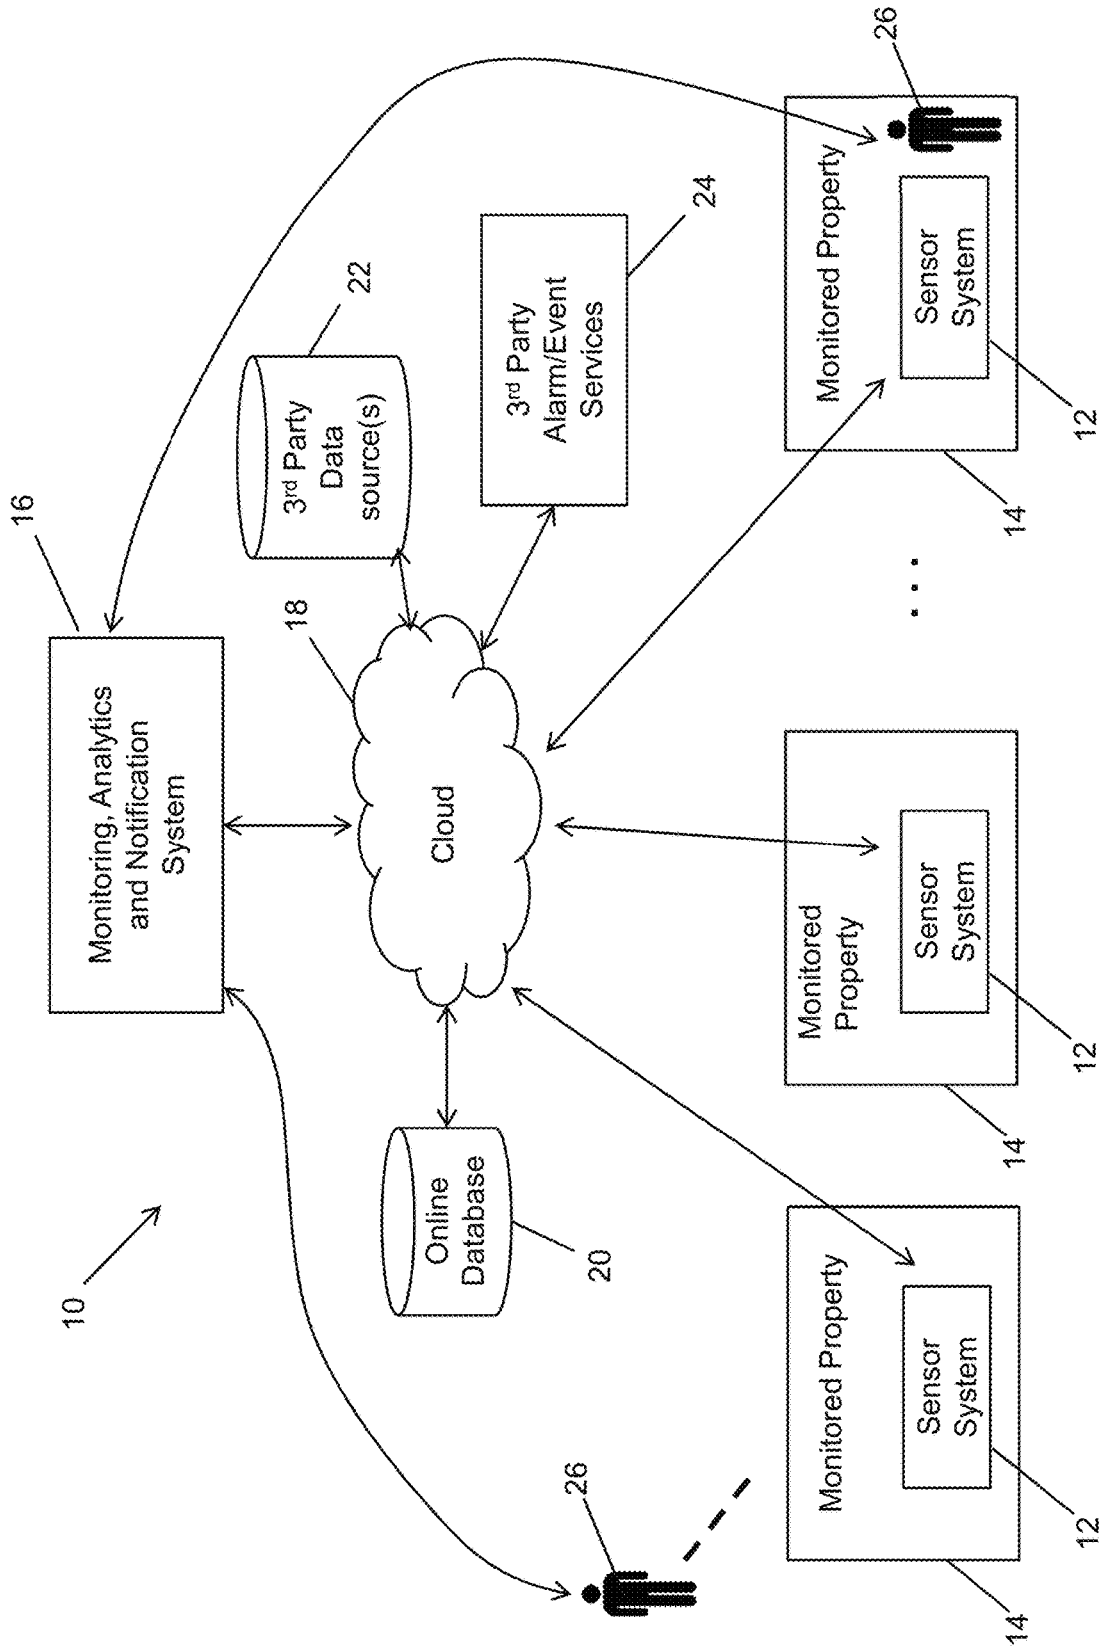 10
16
Monitoring, Analytics
and Notification
System
18
Cloud
Online
Database
20
3rd Party
Data
source(s)
22
3rd Party
Alarm/Event
Services
24
26
Monitored Property
Sensor
System
12
14
Monitored
Property
Sensor
System
12
14
...
Monitored Property
Sensor
System
26
12
14